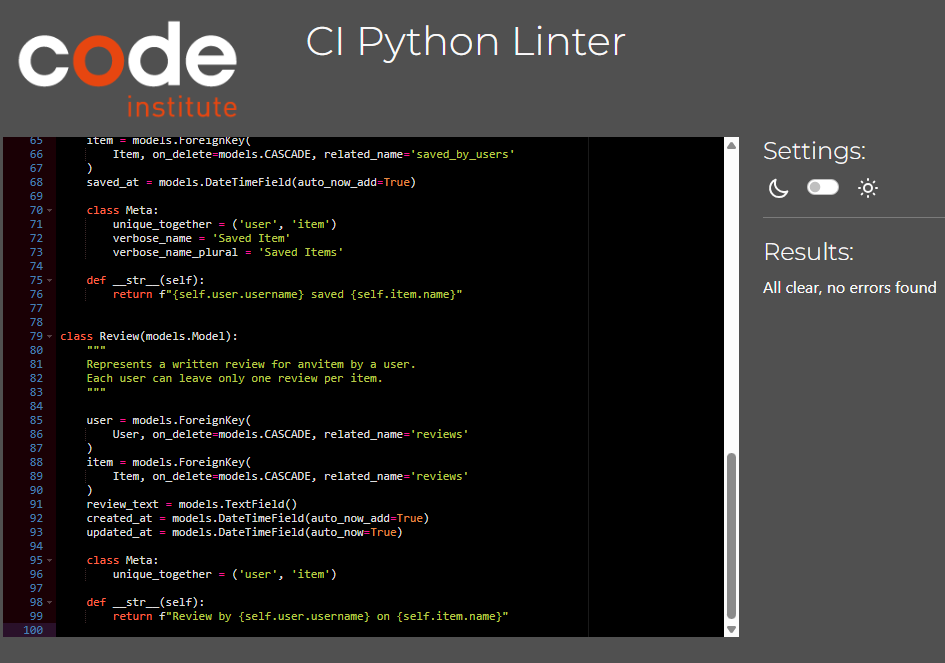 code
institute
CI Python Linter
65 item = models.ForeignKey(
66 Item, on_delete=models.CASCADE, related_name='saved_by_users'
67 )
68 saved_at = models.DateTimeField(auto_now_add=True)
69
70 class Meta:
71 unique_together = ('user', 'item')
72 verbose_name = 'Saved Item'
73 verbose_name_plural = 'Saved Items'
74
75 def __str__(self):
76 return f"{self.user.username} saved {self.item.name}"
77
78
79 class Review(models.Model):
80 """
81 Represents a written review for anvitem by a user.
82 Each user can leave only one review per item.
83 """
84
85 user = models.ForeignKey(
86 User, on_delete=models.CASCADE, related_name='reviews'
87 )
88 item = models.ForeignKey(
89 Item, on_delete=models.CASCADE, related_name='reviews'
90 )
91 review_text = models.TextField()
92 created_at = models.DateTimeField(auto_now_add=True)
93 updated_at = models.DateTimeField(auto_now=True)
94
95 class Meta:
96 unique_together = ('user', 'item')
97
98 def __str__(self):
99 return f"Review by {self.user.username} on {self.item.name}"
100
Settings:
Results:
All clear, no errors found